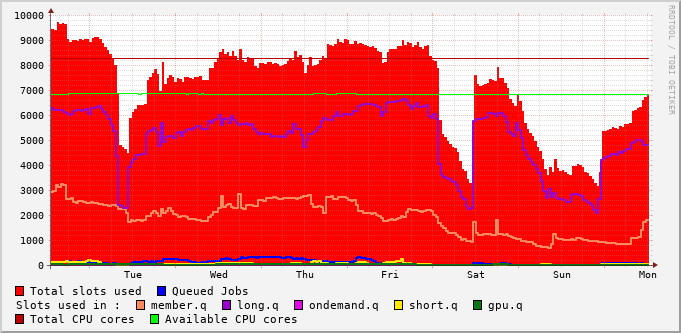 10000
9000
8000
7000
6000
5000
4000
3000
2000
1000
0
Tue Wed Thu Fri Sat Sun Mon
RRDTOOL / TOBI OETIKER
Total slots used Queued Jobs
Slots used in : member.q long.q ondemand.q short.q gpu.q
Total CPU cores Available CPU cores